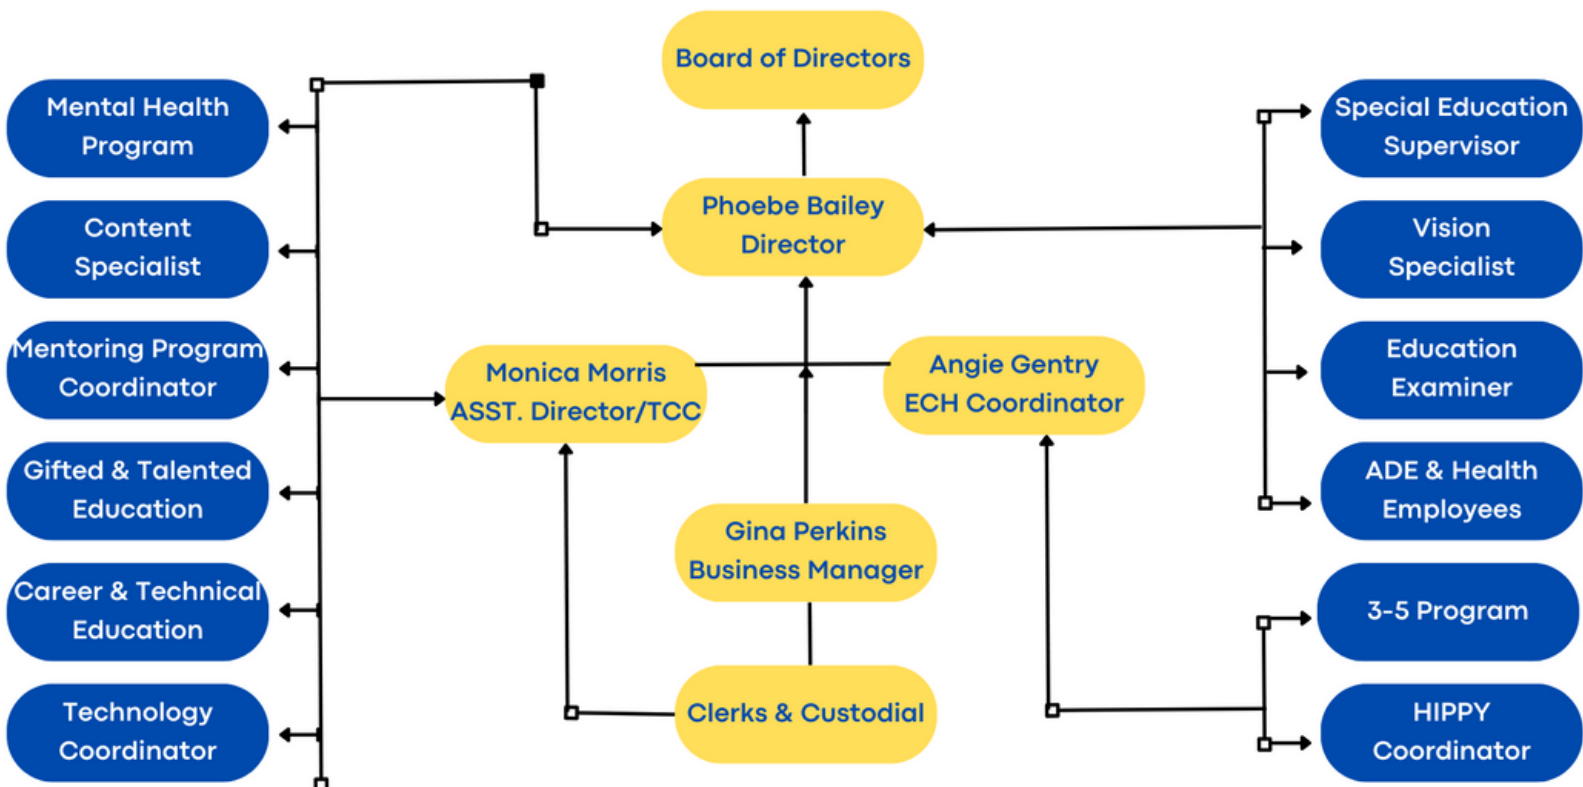 Board of Directors
Mental Health
Program
Content
Specialist
Mentoring Program
Coordinator
Gifted & Talented
Education
Career & Technical
Education
Technology
Coordinator
Phoebe Bailey
Director
Monica Morris
ASST. Director/TCC
Angie Gentry
ECH Coordinator
Gina Perkins
Business Manager
Clerks & Custodial
Special Education
Supervisor
Vision
Specialist
Education
Examiner
ADE & Health
Employees
3-5 Program
HIPPY
Coordinator